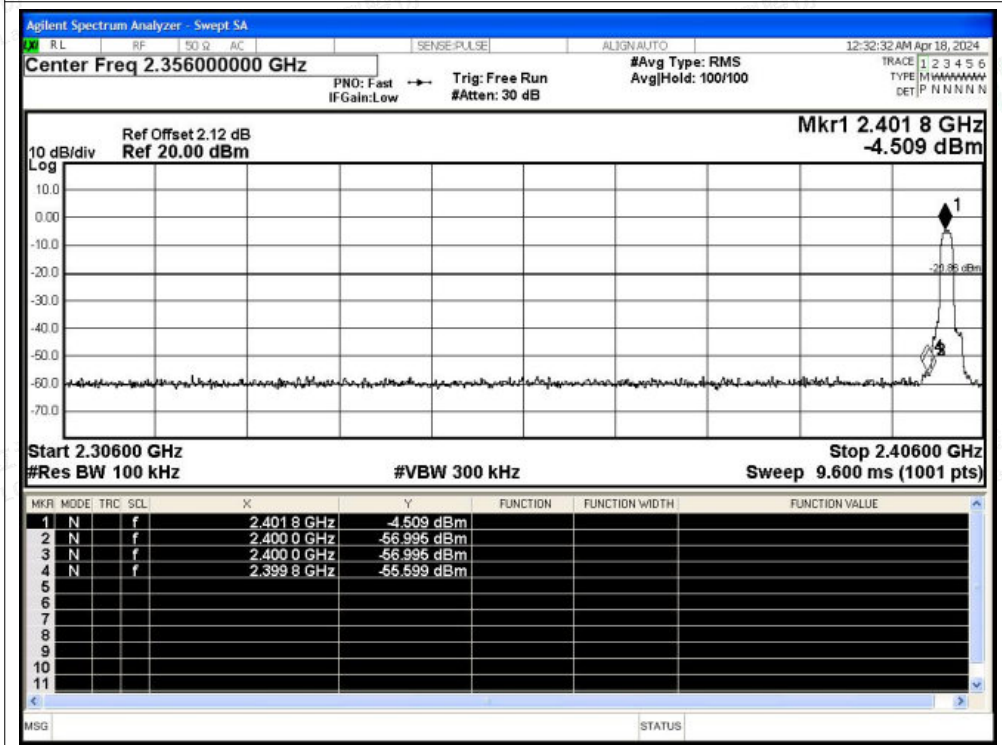 Agilent Spectrum Analyzer - Swept SA
LXI RL RF 50 Ω AC SENSE:PULSE ALIGN AUTO 12:32:32 AM Apr 18, 2024
Center Freq 2.356000000 GHz
PNO: Fast
IFGain:Low
Trig: Free Run
#Atten: 30 dB
#Avg Type: RMS
Avg|Hold: 100/100
TRACE 1 2 3 4 5 6
TYPE M
DET P N N N N N
Mkr1 2.401 8 GHz
-4.509 dBm
10 dB/div
Log
Ref Offset 2.12 dB
Ref 20.00 dBm
10.0
0.00
-10.0
-20.0
-30.0
-40.0
-50.0
-60.0
-70.0
1
Start 2.30600 GHz Stop 2.40600 GHz
#Res BW 100 kHz #VBW 300 kHz Sweep 9.600 ms (1001 pts)
MKR MODE TRC SCL X Y FUNCTION FUNCTION WIDTH FUNCTION VALUE
1 N f 2.401 8 GHz -4.509 dBm
2 N f 2.400 0 GHz -56.995 dBm
3 N f 2.400 0 GHz -56.995 dBm
4 N f 2.399 8 GHz -55.599 dBm
5
6
7
8
9
10
11
MSG STATUS